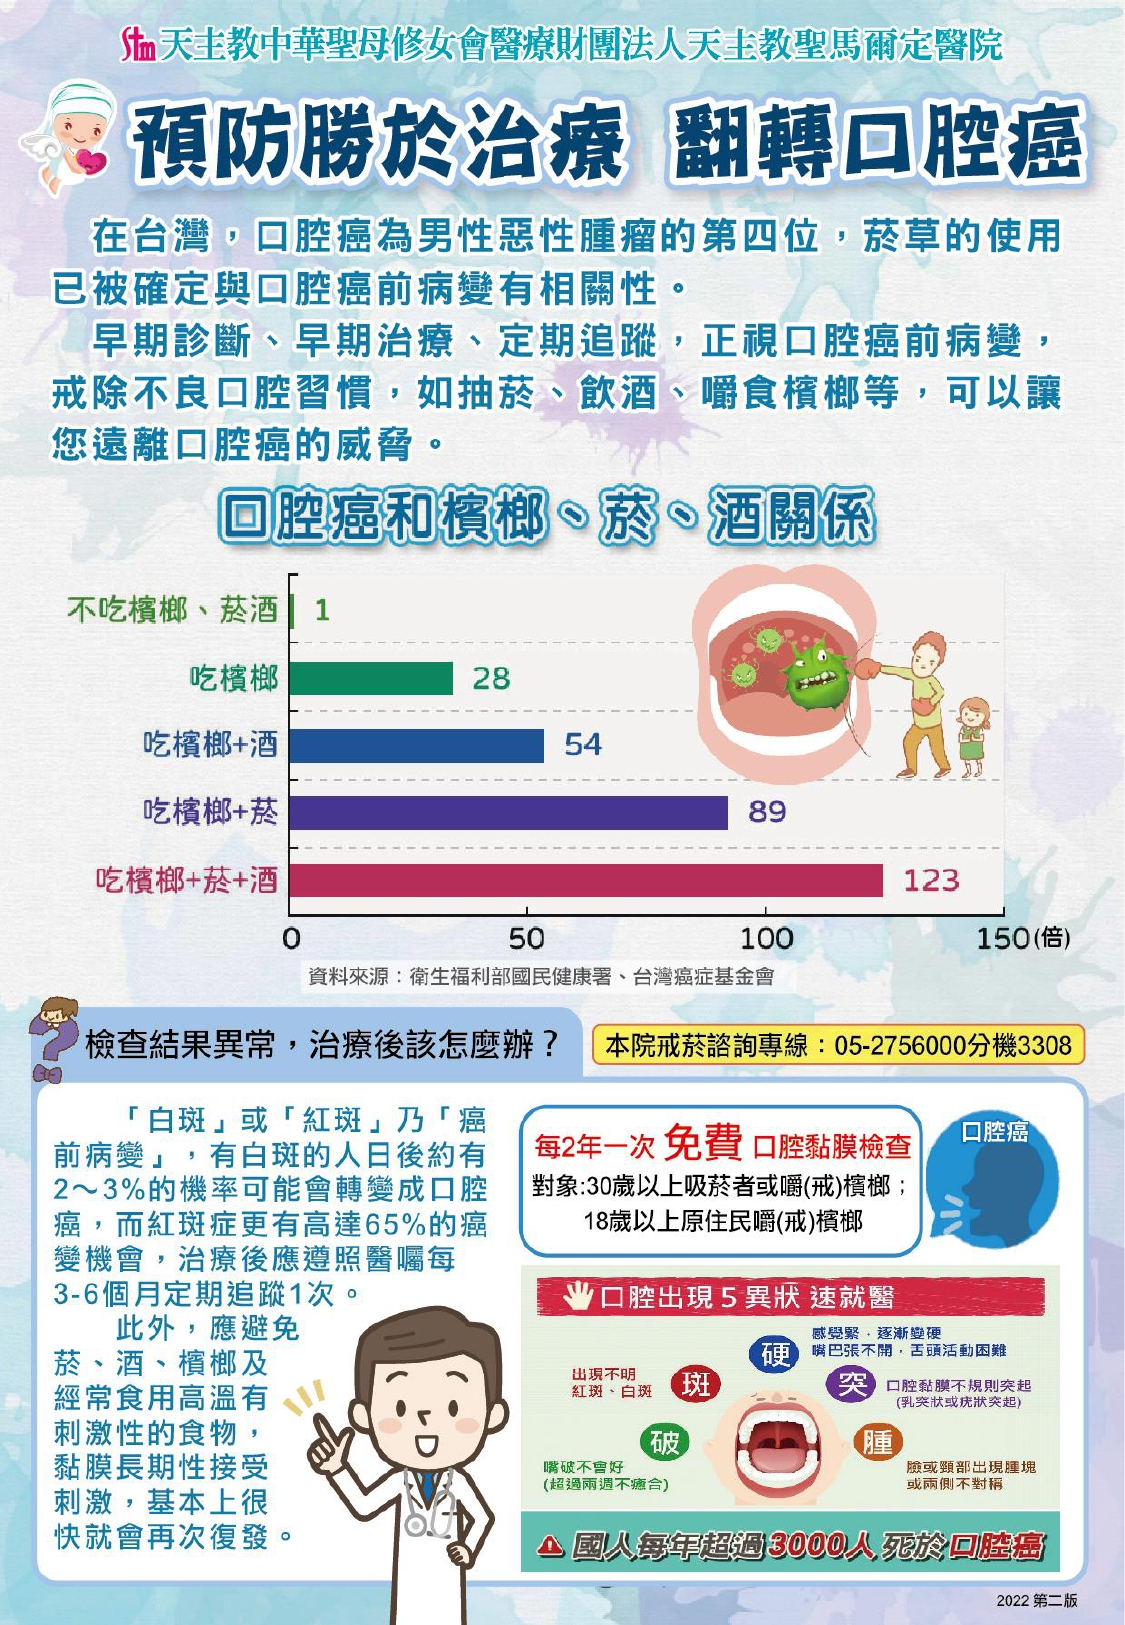 Stm 天主教中華聖母修女會醫療財團法人天主教聖馬爾定醫院
預防勝於治療 翻轉口腔癌
在台灣，口腔癌為男性惡性腫瘤的第四位，菸草的使用
已被確定與口腔癌前病變有相關性。
早期診斷、早期治療、定期追蹤，正視口腔癌前病變，
戒除不良口腔習慣，如抽菸、飲酒、嚼食檳榔等，可以讓
您遠離口腔癌的威脅。
口腔癌和檳榔、菸、酒關係
不吃檳榔、菸酒 1
吃檳榔 28
吃檳榔+酒 54
吃檳榔+菸 89
吃檳榔+菸+酒 123
0 50 100 150(倍)
資料來源：衛生福利部國民健康署、台灣癌症基金會
檢查結果異常，治療後該怎麼辦？
本院戒菸諮詢專線：05-2756000分機3308
「白斑」或「紅斑」乃「癌
前病變」，有白斑的人日後約有
2～3%的機率可能會轉變成口腔
癌，而紅斑症更有高達65%的癌
變機會，治療後應遵照醫囑每
3-6個月定期追蹤1次。
此外，應避免
菸、酒、檳榔及
經常食用高溫有
刺激性的食物，
黏膜長期性接受
刺激，基本上很
快就會再次復發。
每2年一次 免費 口腔黏膜檢查
對象:30歲以上吸菸者或嚼(戒)檳榔；
18歲以上原住民嚼(戒)檳榔
口腔癌
口腔出現5異狀 速就醫
硬
感覺緊，逐漸變硬
嘴巴張不開，舌頭活動困難
出現不明
紅斑、白斑
斑
突
口腔黏膜不規則突起
(乳突狀或疣狀突起)
破
嘴破不會好
(超過兩週不癒合)
腫
臉或頸部出現腫塊
或兩側不對稱
國人每年超過3000人死於口腔癌
2022 第二版